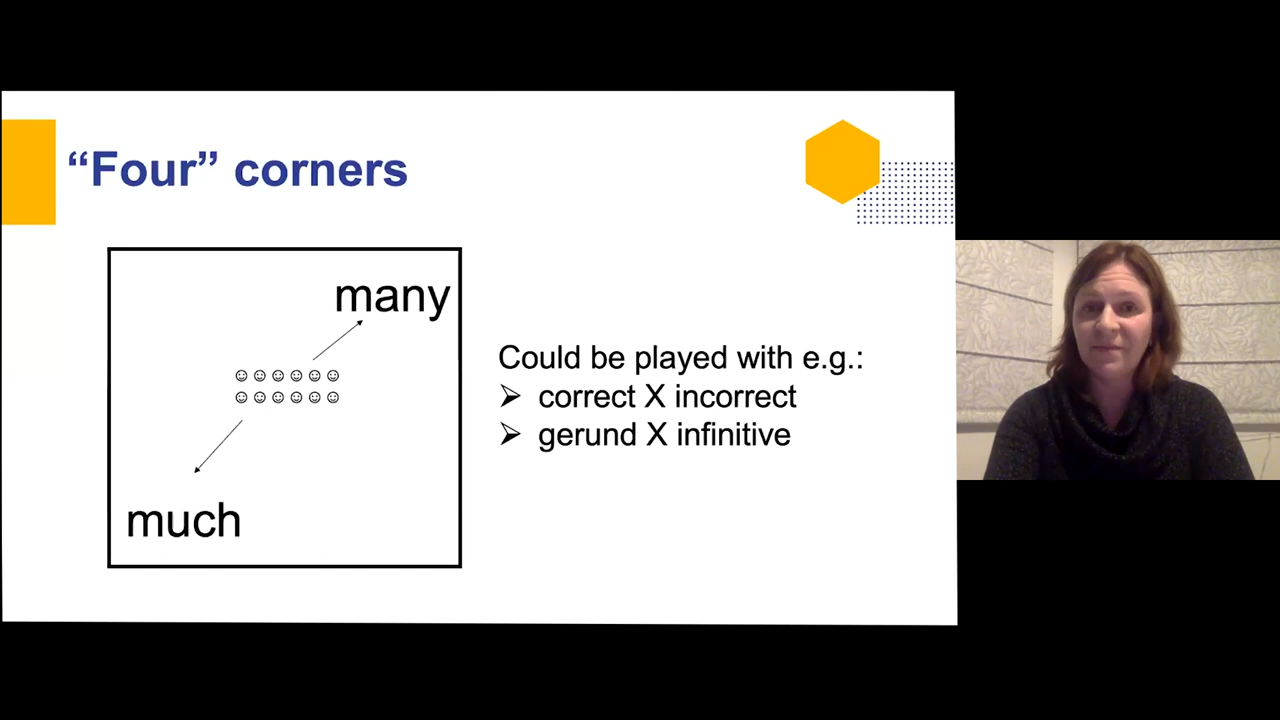 “Four” corners
many
much
Could be played with e.g.:
➢ correct X incorrect
➢ gerund X infinitive